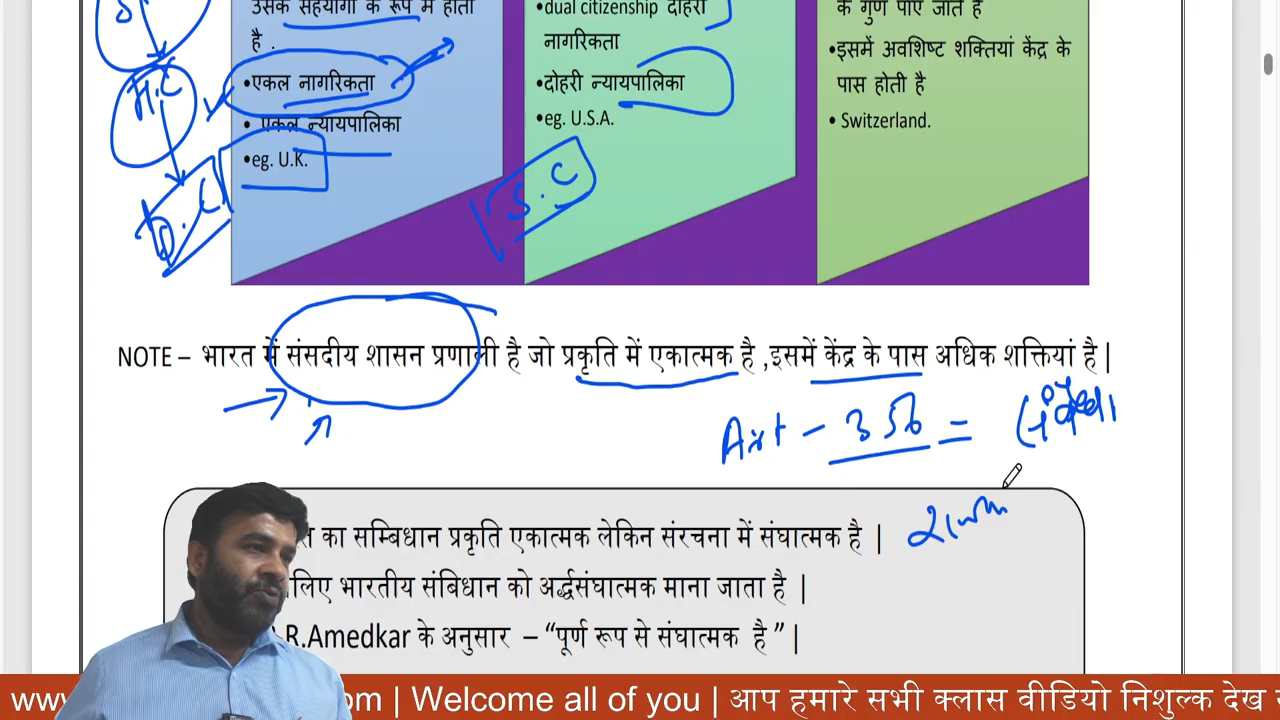 उसके सहयोगी के रूप में होता
है .
•एकल नागरिकता
• एकल न्यायपालिका
•eg. U.K.
•dual citizenship दोहरी
नागरिकता
•दोहरी न्यायपालिका
•eg. U.S.A.
के गुण पाए जाते है
•इसमें अवशिष्ट शक्तियां केंद्र के
पास होती है
• Switzerland.
H.C
D.C
S.C
NOTE – भारत में संसदीय शासन प्रणाली है जो प्रकृति में एकात्मक है ,इसमें केंद्र के पास अधिक शक्तियां है |
Art – 356 =
का सम्बिधान प्रकृति एकात्मक लेकिन संरचना में संघात्मक है |
लिए भारतीय संबिधान को अर्द्धसंघात्मक माना जाता है |
.R.Amedkar के अनुसार – “पूर्ण रूप से संघात्मक है ” |
www. om | Welcome all of you | आप हमारे सभी क्लास वीडियो निशुल्क देख स